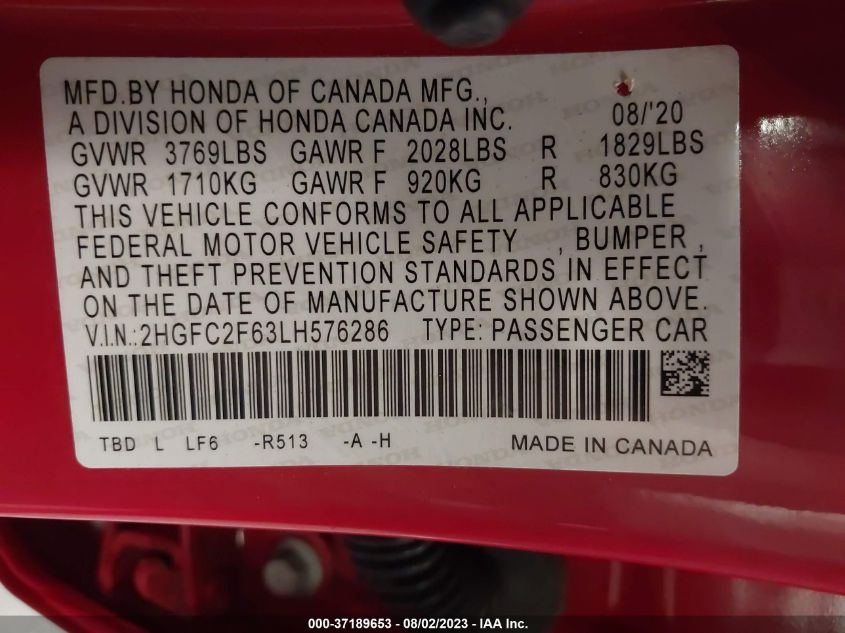 MFD.BY HONDA OF CANADA MFG.,
A DIVISION OF HONDA CANADA INC. 08/'20
GVWR 3769LBS GAWR F 2028LBS R 1829LBS
GVWR 1710KG GAWR F 920KG R 830KG
THIS VEHICLE CONFORMS TO ALL APPLICABLE
FEDERAL MOTOR VEHICLE SAFETY , BUMPER ,
AND THEFT PREVENTION STANDARDS IN EFFECT
ON THE DATE OF MANUFACTURE SHOWN ABOVE.
V.I.N.:2HGFC2F63LH576286 TYPE: PASSENGER CAR
TBD L LF6 -R513 -A -H MADE IN CANADA
000-37189653 - 08/02/2023 - IAA Inc.